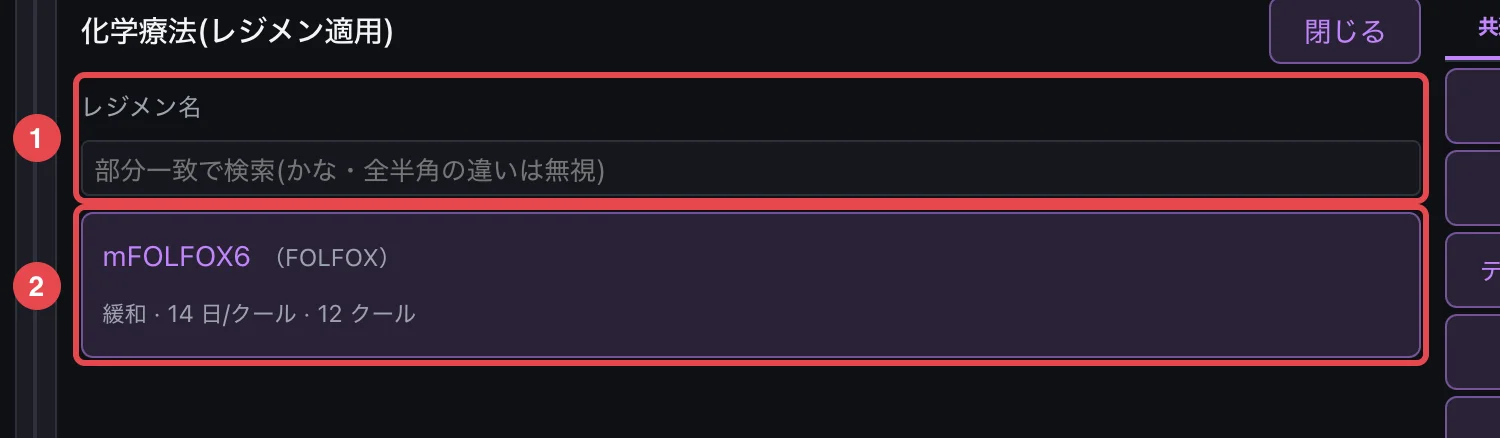 化学療法(レジメン適用)
閉じる
レジメン名
1
部分一致で検索(かな・全半角の違いは無視)
mFOLFOX6 （FOLFOX）
2
緩和 · 14 日/クール · 12 クール
共
テ